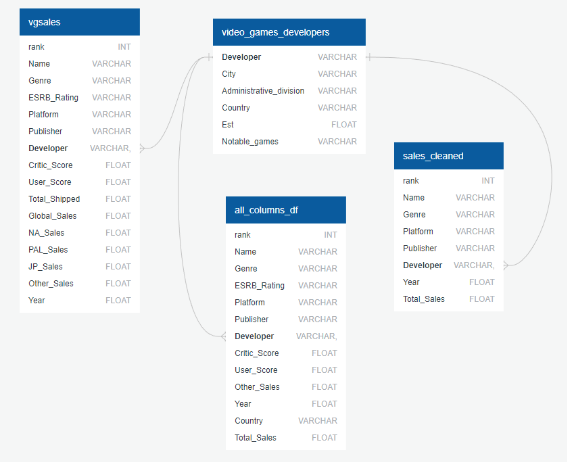 vgsales
rank INT
Name VARCHAR
Genre VARCHAR
ESRB_Rating VARCHAR
Platform VARCHAR
Publisher VARCHAR
Developer VARCHAR,
Critic_Score FLOAT
User_Score FLOAT
Total_Shipped FLOAT
Global_Sales FLOAT
NA_Sales FLOAT
PAL_Sales FLOAT
JP_Sales FLOAT
Other_Sales FLOAT
Year FLOAT
video_games_developers
Developer VARCHAR
City VARCHAR
Administrative_division VARCHAR
Country VARCHAR
Est FLOAT
Notable_games VARCHAR
all_columns_df
rank INT
Name VARCHAR
Genre VARCHAR
ESRB_Rating VARCHAR
Platform VARCHAR
Publisher VARCHAR
Developer VARCHAR,
Critic_Score FLOAT
User_Score FLOAT
Other_Sales FLOAT
Year FLOAT
Country VARCHAR
Total_Sales FLOAT
sales_cleaned
rank INT
Name VARCHAR
Genre VARCHAR
Platform VARCHAR
Publisher VARCHAR
Developer VARCHAR,
Year FLOAT
Total_Sales FLOAT